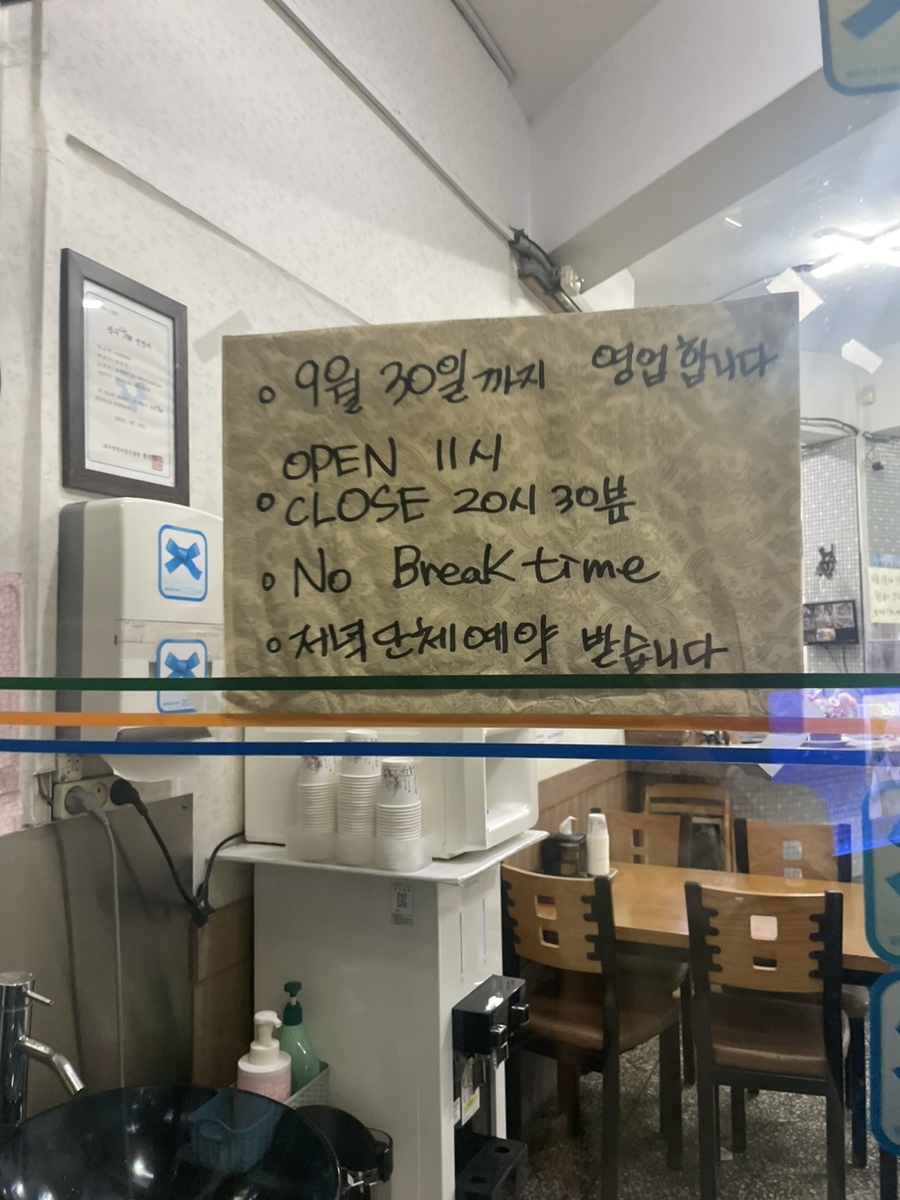 9월 30일까지 영업합니다
OPEN 11시
CLOSE 20시 30분
No Break time
저녁단체예약 받습니다